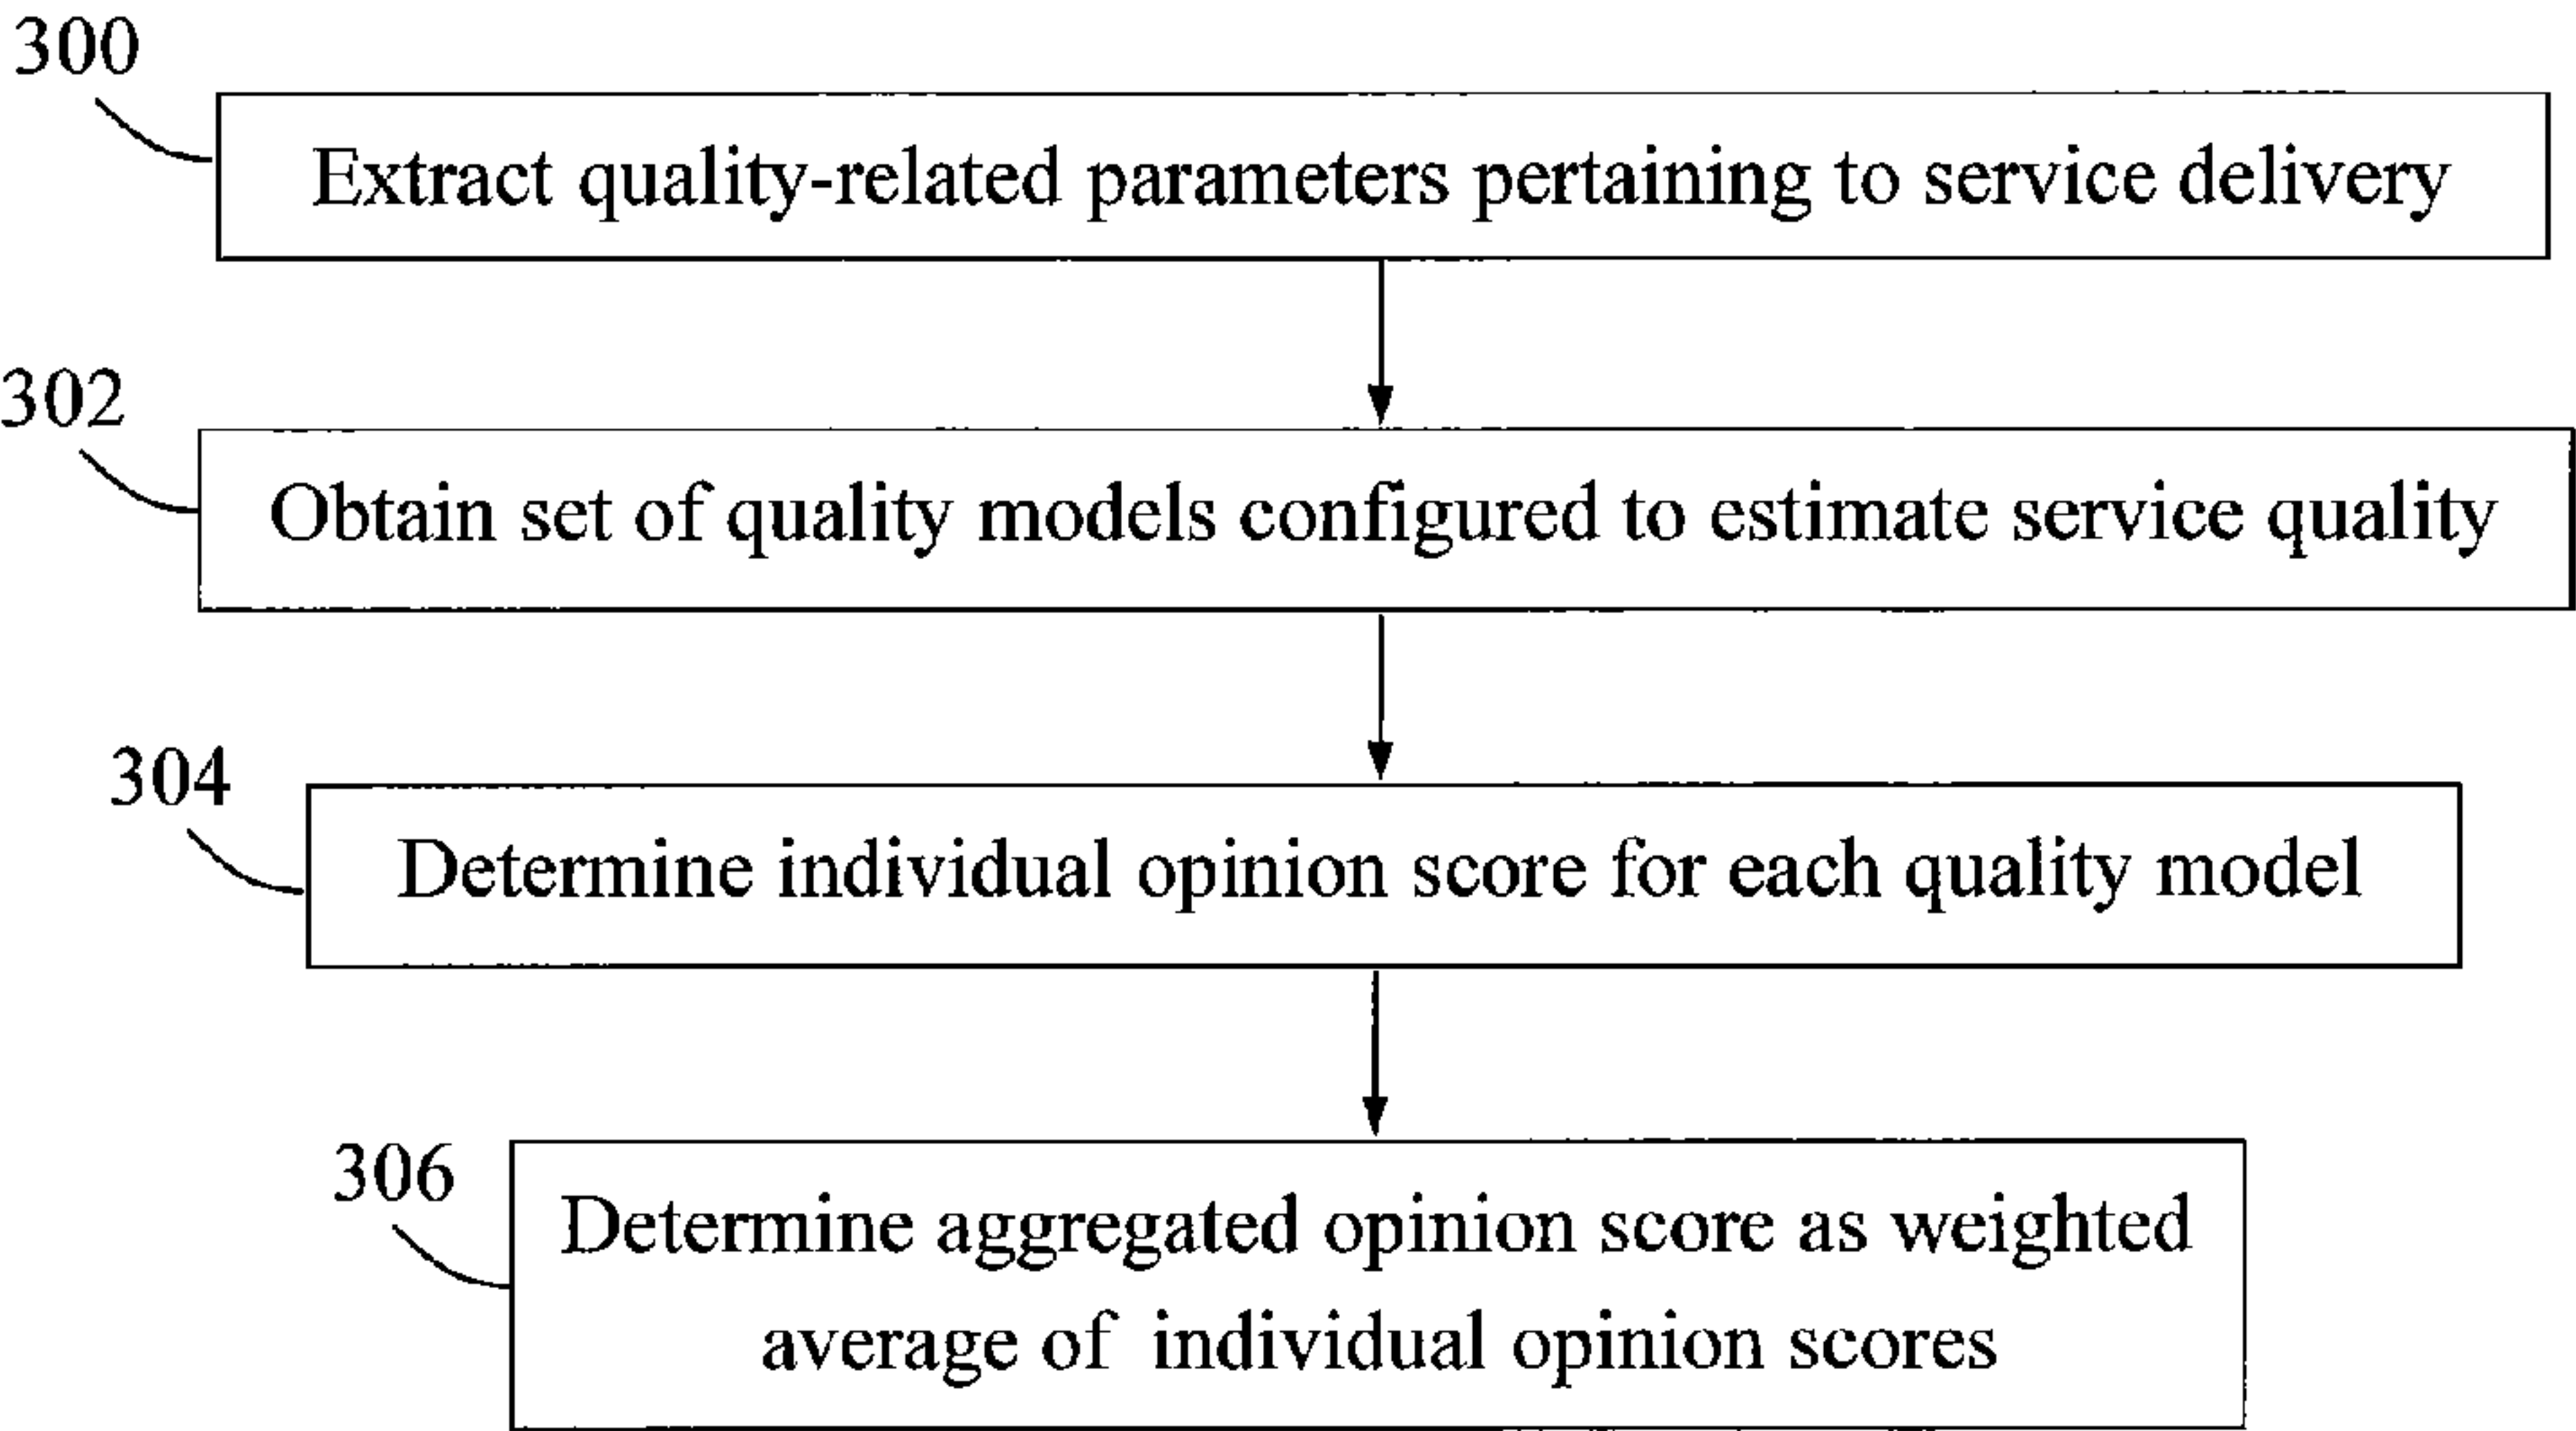 300
Extract quality-related parameters pertaining to service delivery
302
Obtain set of quality models configured to estimate service quality
304
Determine individual opinion score for each quality model
306
Determine aggregated opinion score as weighted
average of individual opinion scores